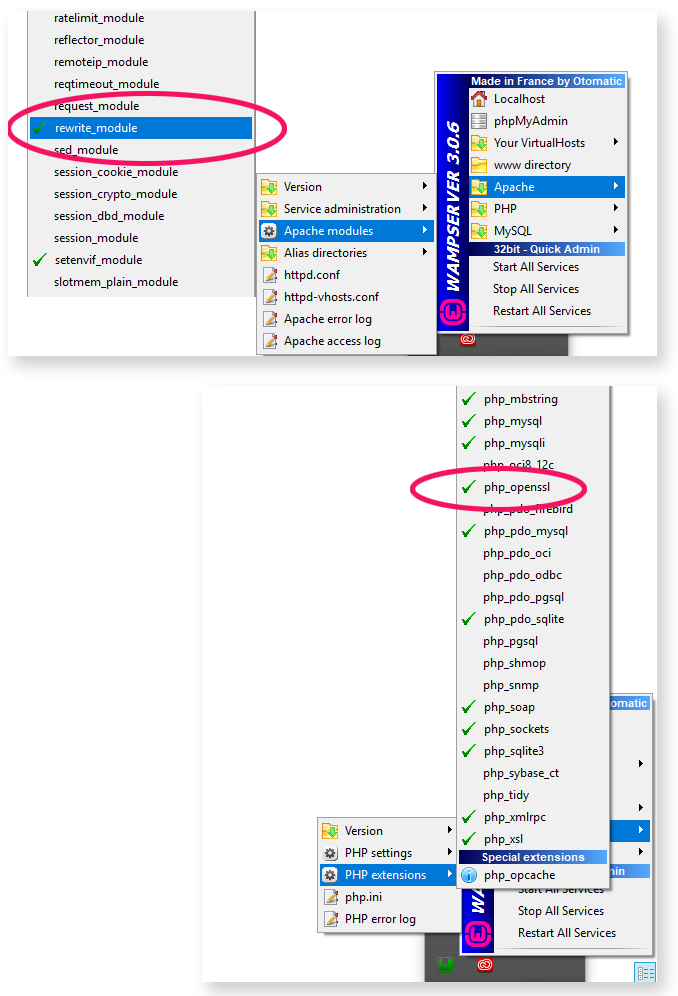 ratelimit_module
reflector_module
remoteip_module
reqtimeout_module
request_module
rewrite_module
sed_module
session_cookie_module
session_crypto_module
session_dbd_module
session_module
setenvif_module
slotmem_plain_module
Version
Service administration
Apache modules
Alias directories
httpd.conf
httpd-vhosts.conf
Apache error log
Apache access log
WAMPSERVER 3.0.6
Made in France by Otomatic
Localhost
phpMyAdmin
Your VirtualHosts
www directory
Apache
PHP
MySQL
32bit - Quick Admin
Start All Services
Stop All Services
Restart All Services
php_mbstring
php_mysql
php_mysqli
php_oci8_12c
php_openssl
php_pdo_firebird
php_pdo_mysql
php_pdo_oci
php_pdo_odbc
php_pdo_pgsql
php_pdo_sqlite
php_pgsql
php_shmop
php_snmp
php_soap
php_sockets
php_sqlite3
php_sybase_ct
php_tidy
php_xmlrpc
php_xsl
Special extensions
php_opcache
Version
PHP settings
PHP extensions
php.ini
PHP error log
omatic
min
WA
Start All Services
Stop All Services
Restart All Services